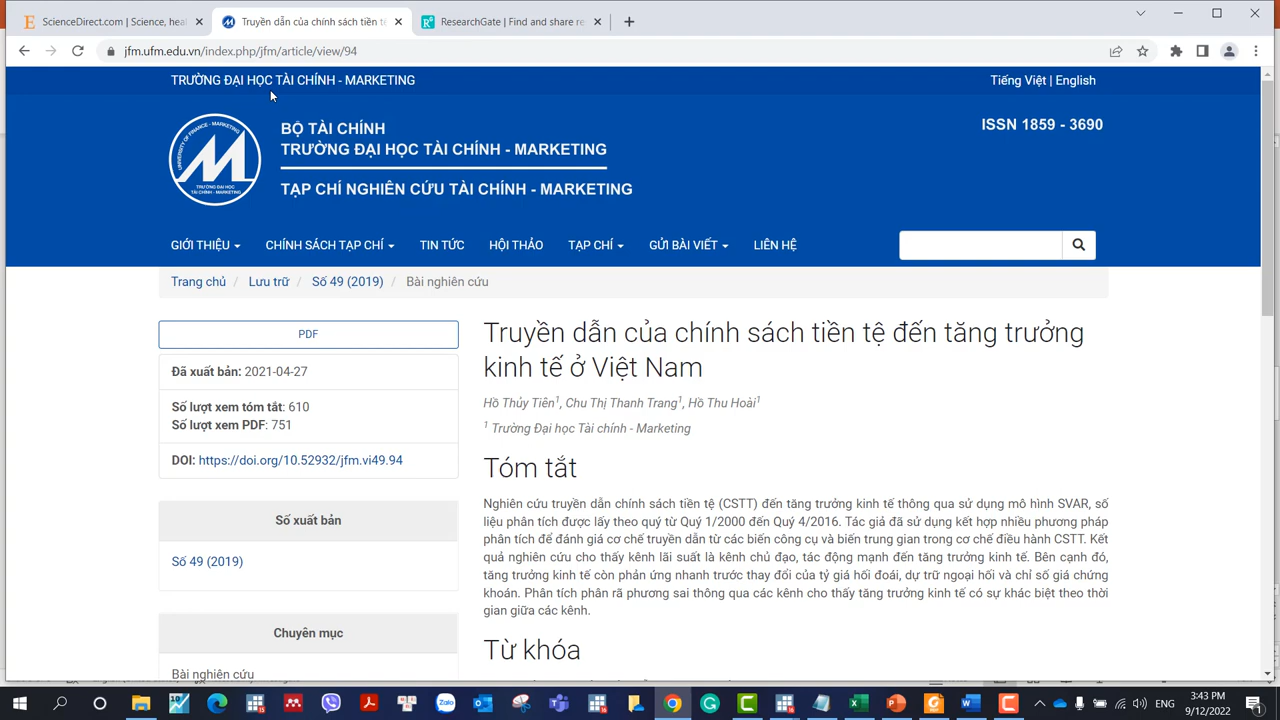 ScienceDirect.com | Science, heal
Truyền dẫn của chính sách tiền tệ
ResearchGate | Find and share re
jfm.ufm.edu.vn/index.php/jfm/article/view/94
TRƯỜNG ĐẠI HỌC TÀI CHÍNH - MARKETING
Tiếng Việt | English
UNIVERSITY OF FINANCE - MARKETING
TRƯỜNG ĐẠI HỌC
TÀI CHÍNH - MARKETING
BỘ TÀI CHÍNH
TRƯỜNG ĐẠI HỌC TÀI CHÍNH - MARKETING
TẠP CHÍ NGHIÊN CỨU TÀI CHÍNH - MARKETING
ISSN 1859 - 3690
GIỚI THIỆU CHÍNH SÁCH TẠP CHÍ TIN TỨC HỘI THẢO TẠP CHÍ GỬI BÀI VIẾT LIÊN HỆ
Trang chủ / Lưu trữ / Số 49 (2019) / Bài nghiên cứu
PDF
Đã xuất bản: 2021-04-27
Số lượt xem tóm tắt: 610
Số lượt xem PDF: 751
DOI: https://doi.org/10.52932/jfm.vi49.94
Số xuất bản
Số 49 (2019)
Chuyên mục
Bài nghiên cứu
Truyền dẫn của chính sách tiền tệ đến tăng trưởng
kinh tế ở Việt Nam
Hồ Thủy Tiên1, Chu Thị Thanh Trang1, Hồ Thu Hoài1
1 Trường Đại học Tài chính - Marketing
Tóm tắt
Nghiên cứu truyền dẫn chính sách tiền tệ (CSTT) đến tăng trưởng kinh tế thông qua sử dụng mô hình SVAR, số
liệu phân tích được lấy theo quý từ Quý 1/2000 đến Quý 4/2016. Tác giả đã sử dụng kết hợp nhiều phương pháp
phân tích để đánh giá cơ chế truyền dẫn từ các biến công cụ và biến trung gian trong cơ chế điều hành CSTT. Kết
quả nghiên cứu cho thấy kênh lãi suất là kênh chủ đạo, tác động mạnh đến tăng trưởng kinh tế. Bên cạnh đó,
tăng trưởng kinh tế còn phản ứng nhanh trước thay đổi của tỷ giá hối đoái, dự trữ ngoại hối và chỉ số giá chứng
khoán. Phân tích phân rã phương sai thông qua các kênh cho thấy tăng trưởng kinh tế có sự khác biệt theo thời
gian giữa các kênh.
Từ khóa
3:43 PM
9/12/2022